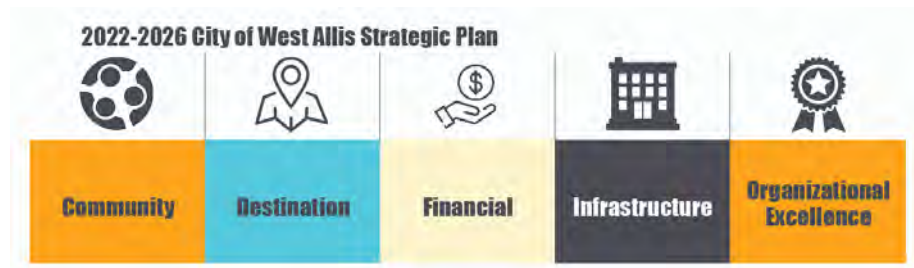 2022-2026 City of West Allis Strategic Plan
$
Community
Destination
Financial
Infrastructure
Organizational
Excellence